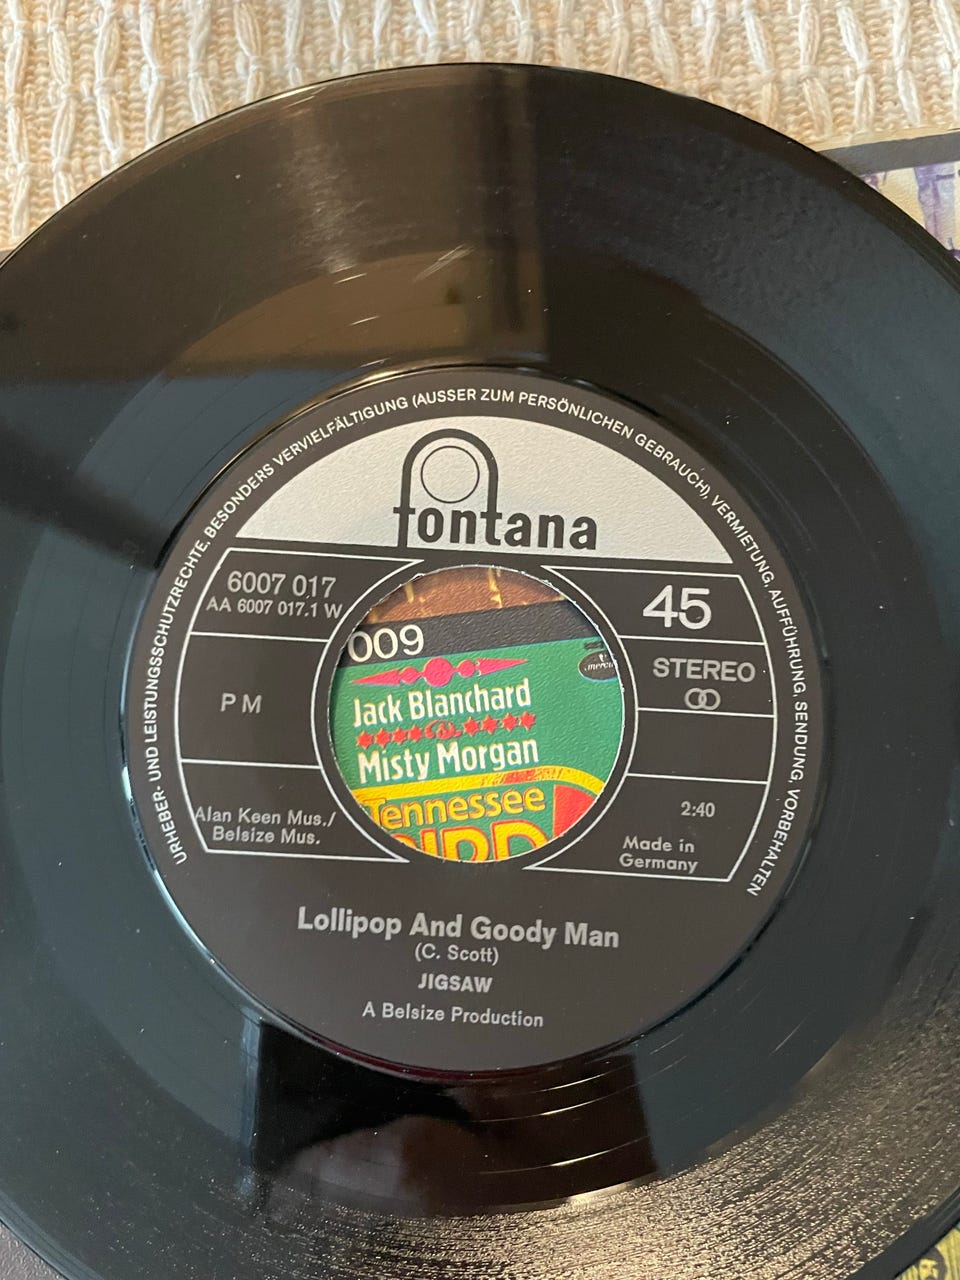 URHEBER- UND LEISTUNGSSCHUTZRECHTE, BESONDERS VERVIELFÄLTIGUNG (AUSSER ZUM PERSÖNLICHEN GEBRAUCH), VERMIETUNG, AUFFÜHRUNG, SENDUNG, VORBEHALTEN
fontana
6007 017
AA 6007 017.1 W
45
STEREO
PM
Alan Keen Mus./
Belsize Mus.
2:40
Made in
Germany
009
Jack Blanchard
Misty Morgan
Tennessee
BIRD
Lollipop And Goody Man
(C. Scott)
JIGSAW
A Belsize Production